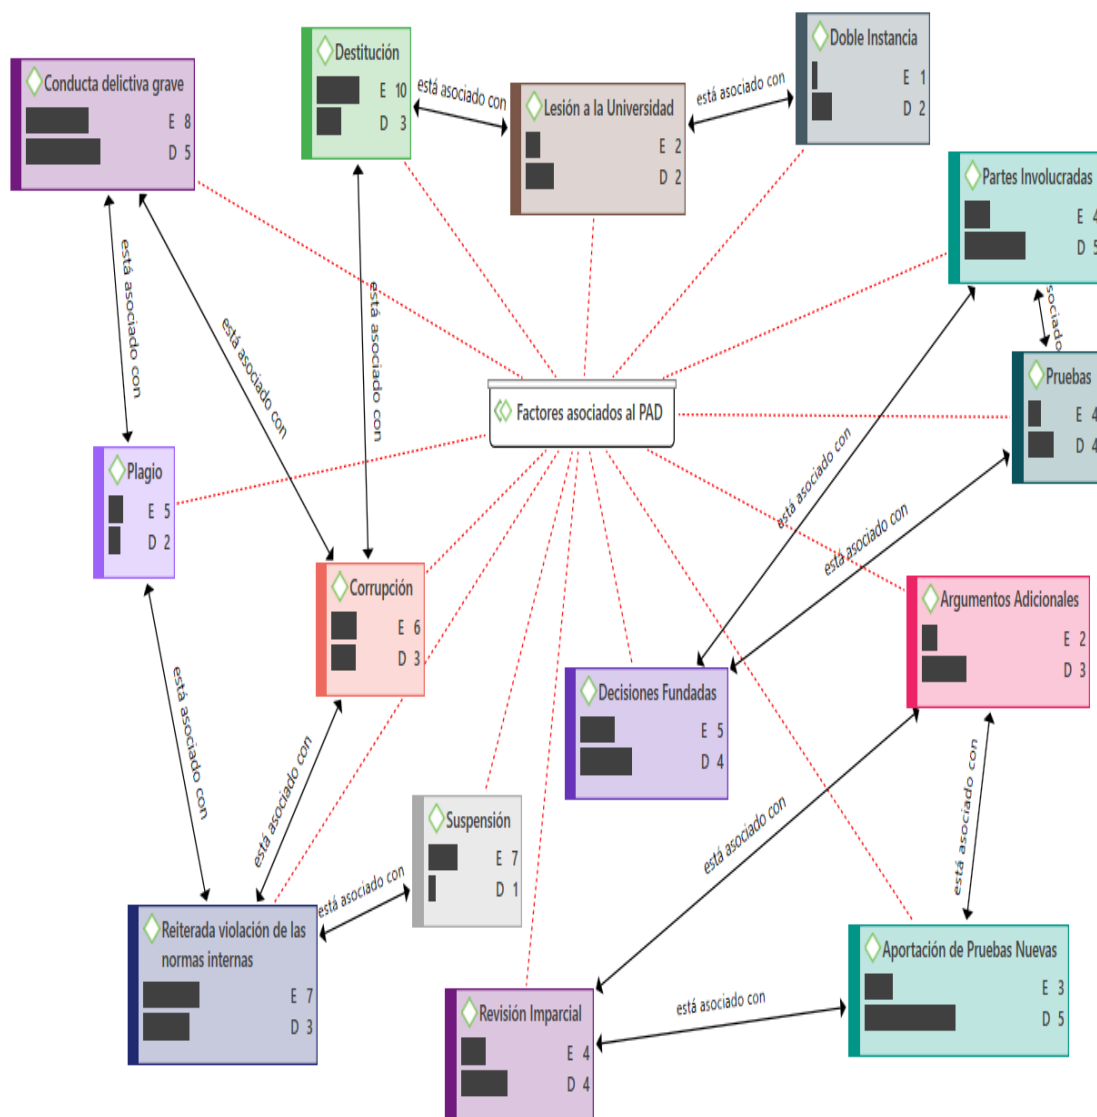 Destitución
E 10
D 3
Doble Instancia
E 1
D 2
Conducta delictiva grave
E 8
D 5
Lesión a la Universidad
E 2
D 2
está asociado con
está asociado con
Partes Involucradas
E 4
D 5
está asociado con
está asociado con
está asociado con
sociado
Pruebas
E 4
D 4
Factores asociados al PAD
está asociado con
está asociado con
Plagio
E 5
D 2
Corrupción
E 6
D 3
Argumentos Adicionales
E 2
D 3
Decisiones Fundadas
E 5
D 4
está asociado con
está asociado con
está asociado con
está asociado con
Suspensión
E 7
D 1
está asociado con
Reiterada violación de las
normas internas
E 7
D 3
Aportación de Pruebas Nuevas
E 3
D 5
Revisión Imparcial
E 4
D 4
está asociado con